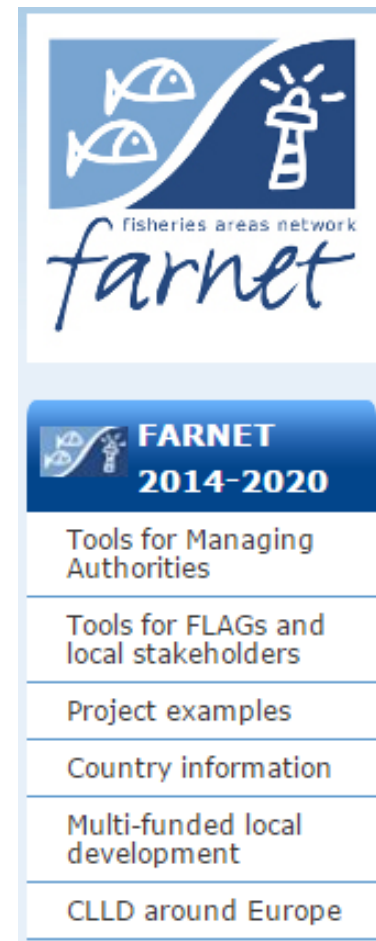 fisheries areas network
farnet
FARNET
2014-2020
Tools for Managing
Authorities
Tools for FLAGs and
local stakeholders
Project examples
Country information
Multi-funded local
development
CLLD around Europe